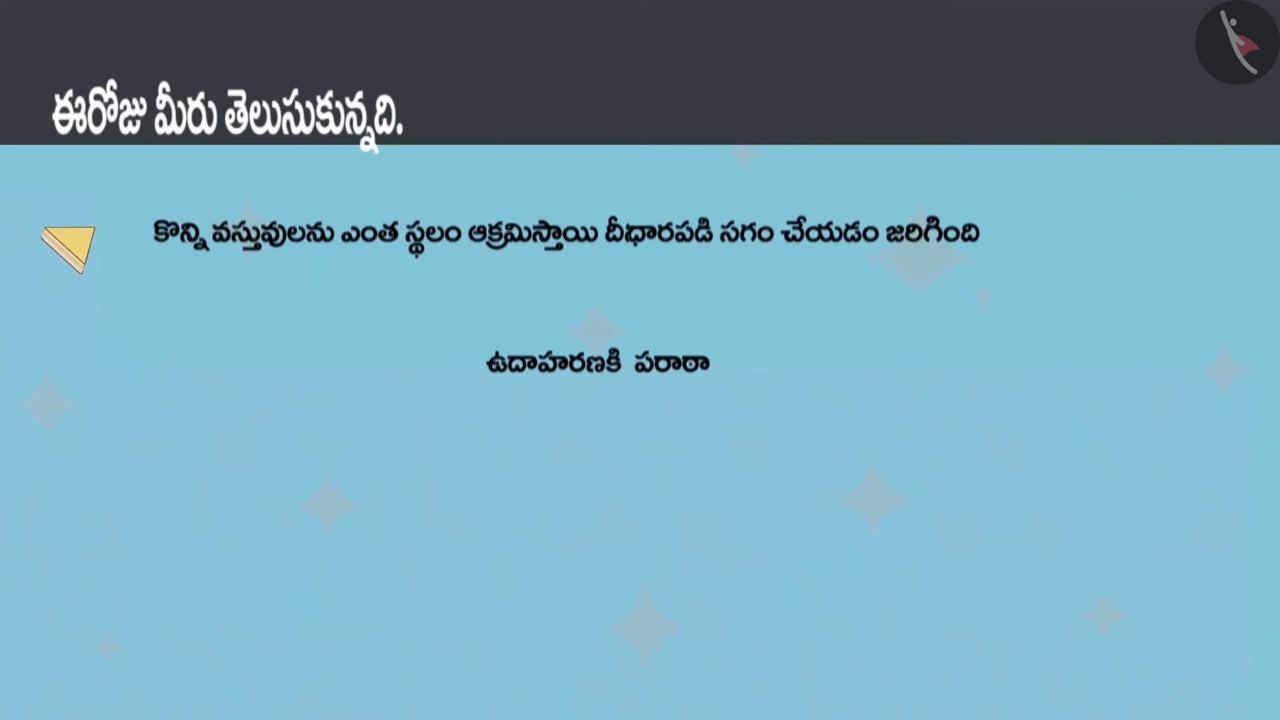 ఈరోజు మీరు తెలుసుకున్నది.
కొన్ని వస్తువులను ఎంత స్థలం ఆక్రమిస్తాయి దీధారపడి సగం చేయడం జరిగింది
ఉదాహరణకి పరాఠా